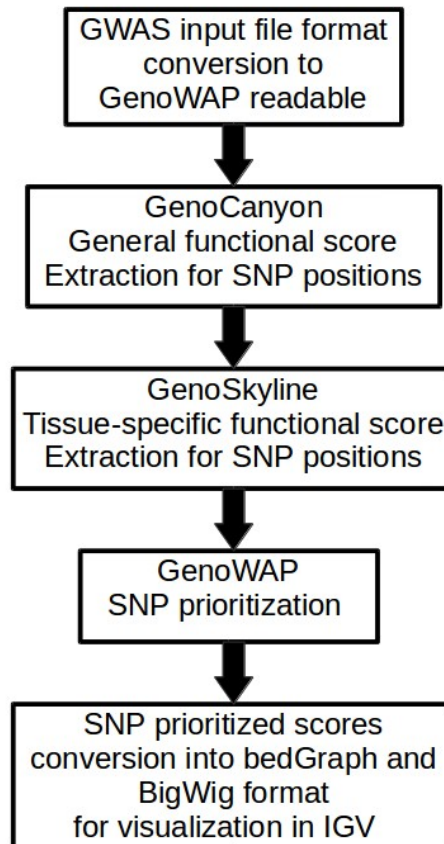 GWAS input file format
conversion to
GenoWAP readable
GenoCanyon
General functional score
Extraction for SNP positions
GenoSkyline
Tissue-specific functional score
Extraction for SNP positions
GenoWAP
SNP prioritization
SNP prioritized scores
conversion into bedGraph and
BigWig format
for visualization in IGV